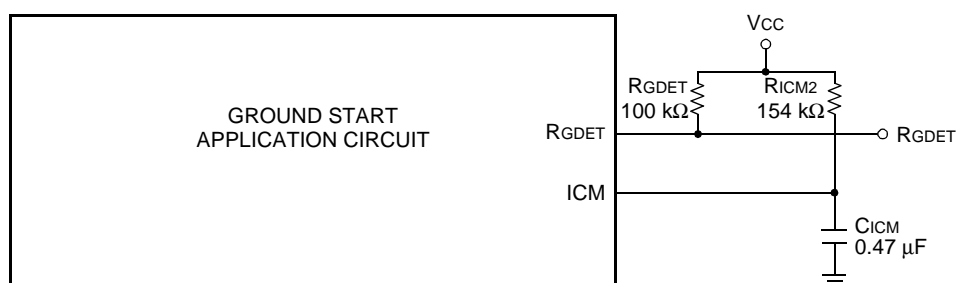 VCC
RGDET
100 kΩ
RICM2
154 kΩ
GROUND START
APPLICATION CIRCUIT
RGDET
RGDET
ICM
CICM
0.47 μF